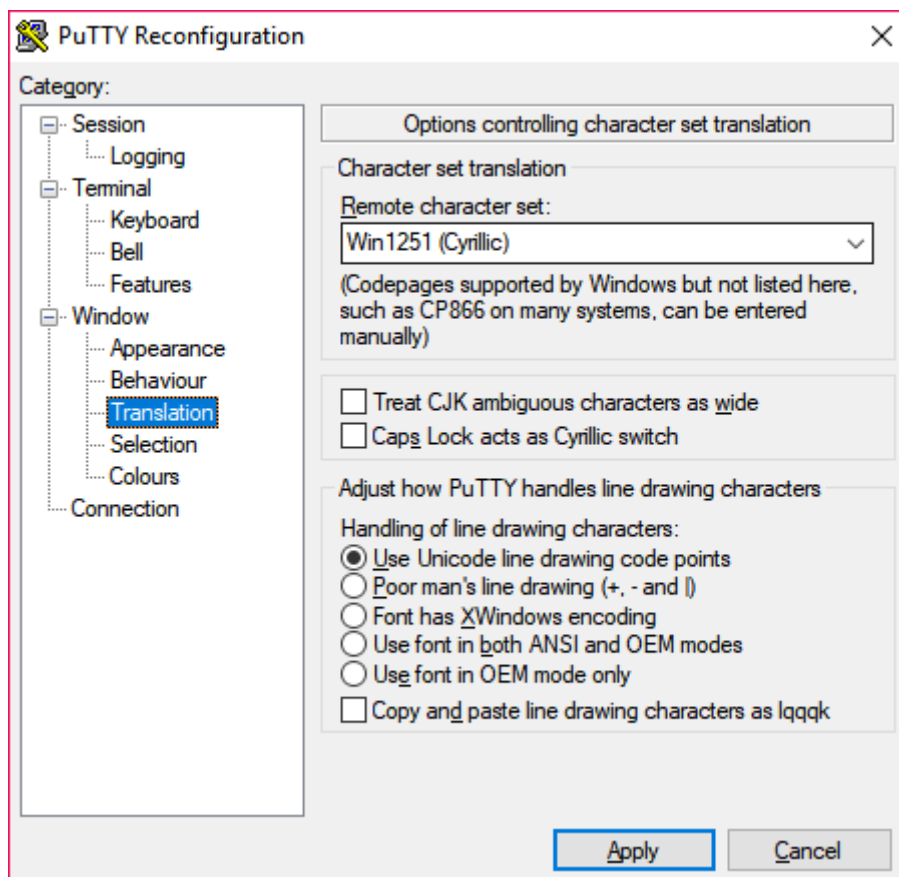 PuTTY Reconfiguration
Category:
Session
Logging
Terminal
Keyboard
Bell
Features
Window
Appearance
Behaviour
Translation
Selection
Colours
Connection
Options controlling character set translation
Character set translation
Remote character set:
Win1251 (Cyrillic)
(Codepages supported by Windows but not listed here,
such as CP866 on many systems, can be entered
manually)
Treat CJK ambiguous characters as wide
Caps Lock acts as Cyrillic switch
Adjust how PuTTY handles line drawing characters
Handling of line drawing characters:
Use Unicode line drawing code points
Poor man's line drawing (+, - and |)
Font has XWindows encoding
Use font in both ANSI and OEM modes
Use font in OEM mode only
Copy and paste line drawing characters as lqqqk
Apply
Cancel